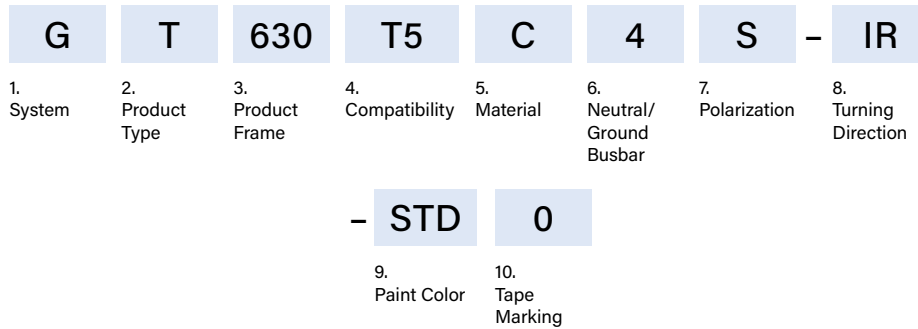 G T 630 T5 C 4 S – IR
1. 2. 3. 4. 5. 6. 7. 8.
System Product Product Compatibility Material Neutral/ Polarization Turning
Type Frame Ground Direction
Busbar
– STD 0
9. 10.
Paint Color Tape
Marking